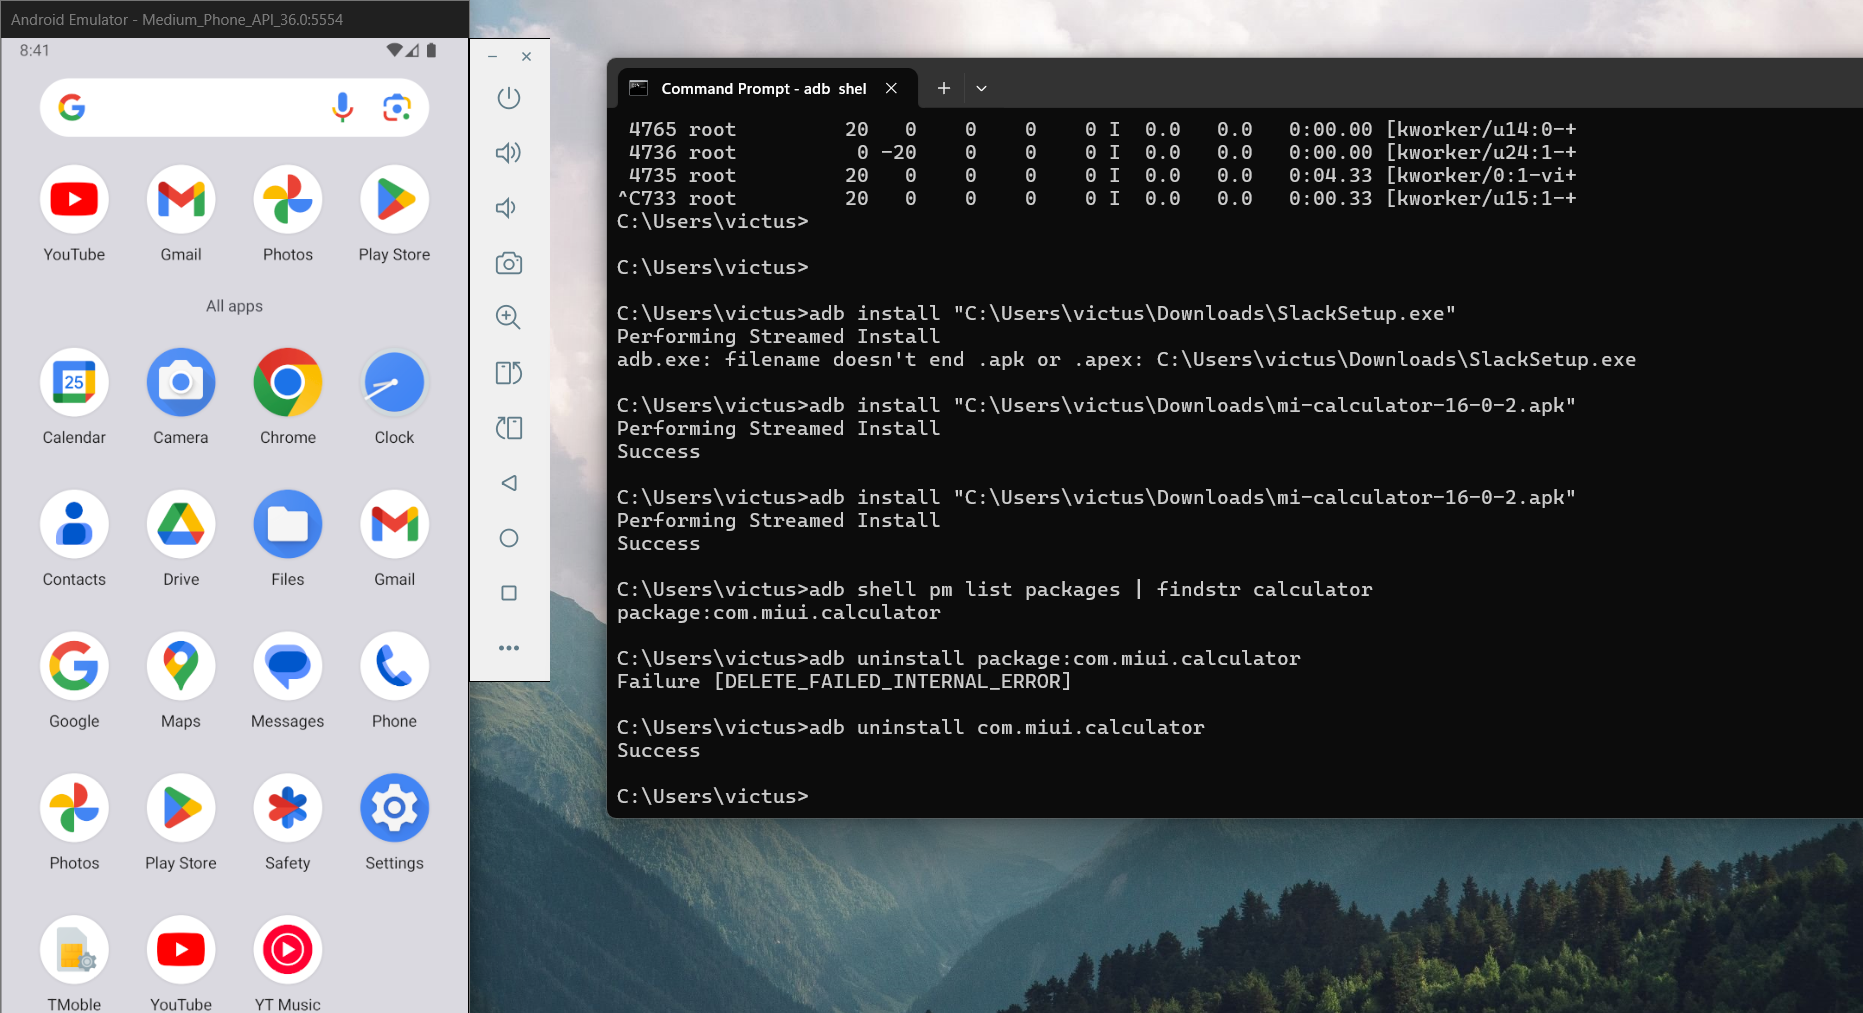 Android Emulator - Medium_Phone_API_36.0:5554
8:41
YouTube Gmail Photos Play Store
All apps
25
Calendar Camera Chrome Clock
Contacts Drive Files Gmail
Google Maps Messages Phone
Photos Play Store Safety Settings
TMoble YouTube YT Music
Command Prompt - adb  shel
 4765 root         20   0    0    0    0 I  0.0   0.0   0:00.00 [kworker/u14:0-+
 4736 root          0 -20    0    0    0 I  0.0   0.0   0:00.00 [kworker/u24:1-+
 4735 root         20   0    0    0    0 I  0.0   0.0   0:04.33 [kworker/0:1-vi+
^C733 root         20   0    0    0    0 I  0.0   0.0   0:00.33 [kworker/u15:1-+
C:\Users\victus>
C:\Users\victus>
C:\Users\victus>adb install "C:\Users\victus\Downloads\SlackSetup.exe"
Performing Streamed Install
adb.exe: filename doesn't end .apk or .apex: C:\Users\victus\Downloads\SlackSetup.exe
C:\Users\victus>adb install "C:\Users\victus\Downloads\mi-calculator-16-0-2.apk"
Performing Streamed Install
Success
C:\Users\victus>adb install "C:\Users\victus\Downloads\mi-calculator-16-0-2.apk"
Performing Streamed Install
Success
C:\Users\victus>adb shell pm list packages | findstr calculator
package:com.miui.calculator
C:\Users\victus>adb uninstall package:com.miui.calculator
Failure [DELETE_FAILED_INTERNAL_ERROR]
C:\Users\victus>adb uninstall com.miui.calculator
Success
C:\Users\victus>